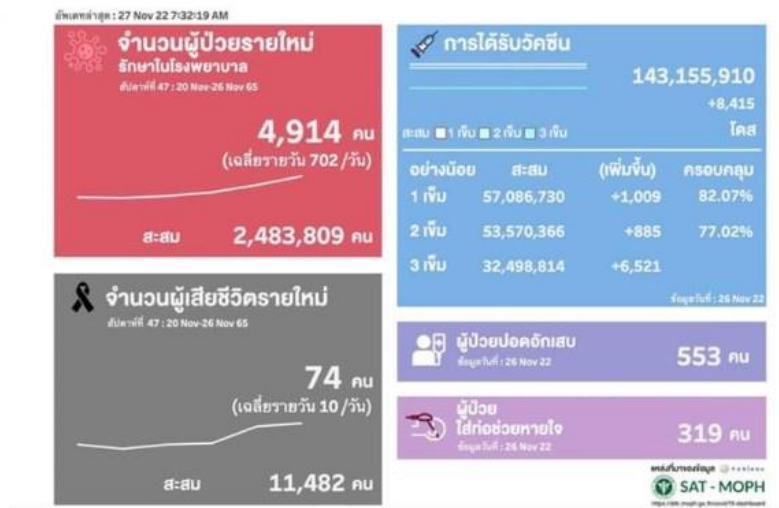 อัพเดทล่าสุด : 27 Nov 22 7:32:19 AM
จำนวนผู้ป่วยรายใหม่
รักษาในโรงพยาบาล
สัปดาห์ที่ 47 : 20 Nov-26 Nov 65
4,914 คน
(เฉลี่ยรายวัน 702 /วัน)
สะสม 2,483,809 คน
จำนวนผู้เสียชีวิตรายใหม่
สัปดาห์ที่ 47 : 20 Nov-26 Nov 65
74 คน
(เฉลี่ยรายวัน 10 /วัน)
สะสม 11,482 คน
การได้รับวัคซีน
143,155,910
+8,415
สะสม 1 เข็ม 2 เข็ม 3 เข็ม โดส
อย่างน้อย สะสม (เพิ่มขึ้น) ครอบคลุม
1 เข็ม 57,086,730 +1,009 82.07%
2 เข็ม 53,570,366 +885 77.02%
3 เข็ม 32,498,814 +6,521
ข้อมูลวันที่ : 26 Nov 22
ผู้ป่วยปอดอักเสบ
ข้อมูลวันที่ : 26 Nov 22
553 คน
ผู้ป่วย
ใส่ท่อช่วยหายใจ
ข้อมูลวันที่ : 26 Nov 22
319 คน
แหล่งที่มาของข้อมูล
SAT - MOPH